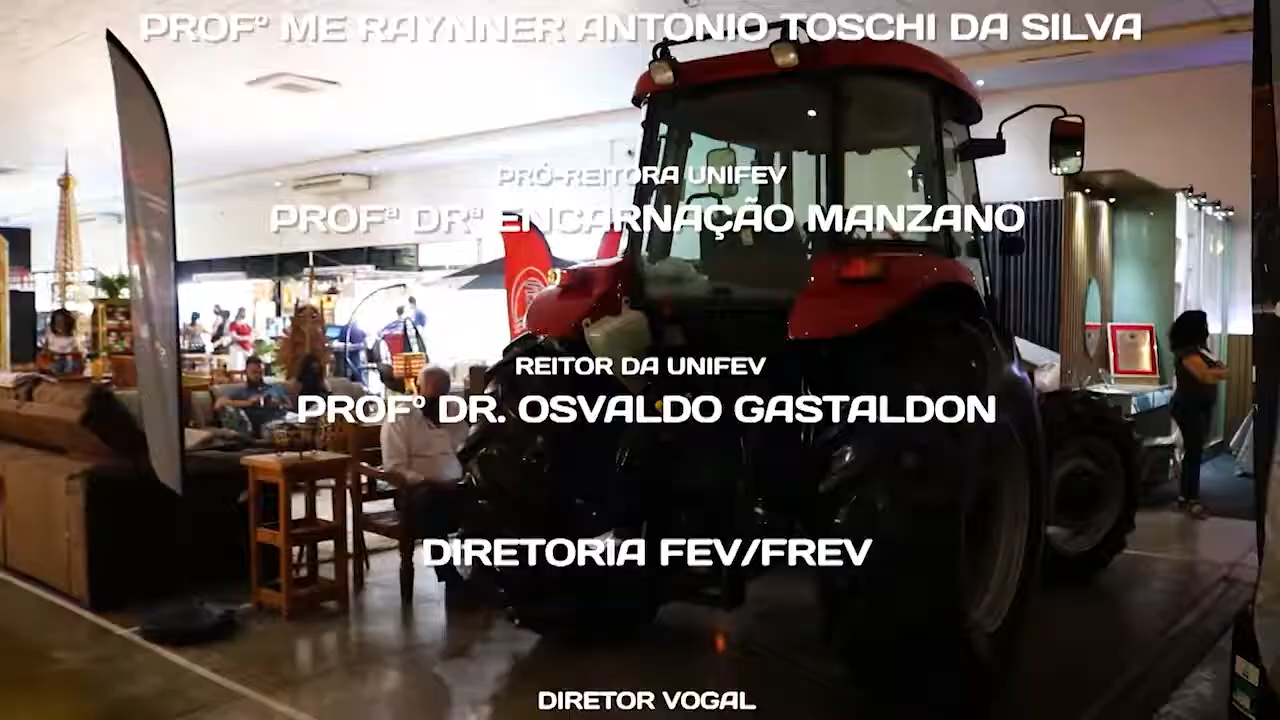 PROFº ME RAYNNER ANTONIO TOSCHI DA SILVA
PRÓ-REITORA UNIFEV
PROFª DRª ENCARNAÇÃO MANZANO
REITOR DA UNIFEV
PROFº DR. OSVALDO GASTALDON
DIRETORIA FEV/FREV
DIRETOR VOGAL